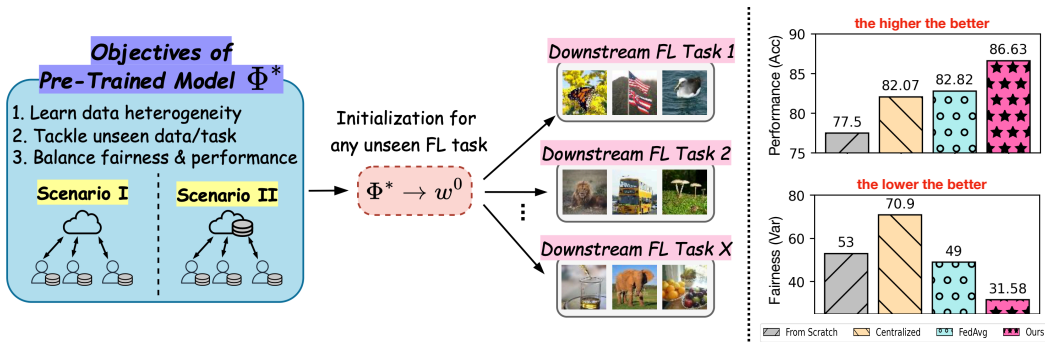 Objectives of
Pre-Trained Model Φ*
1. Learn data heterogeneity
2. Tackle unseen data/task
3. Balance fairness & performance
Scenario I
Scenario II
Initialization for
any unseen FL task
Φ* → w⁰
Downstream FL Task 1
Downstream FL Task 2
⋮
Downstream FL Task X
the higher the better
Performance (Acc)
90
85
80
75
77.5
82.07
82.82
86.63
the lower the better
Fairness (Var)
80
60
40
53
70.9
49
31.58
From Scratch
Centralized
FedAvg
Ours